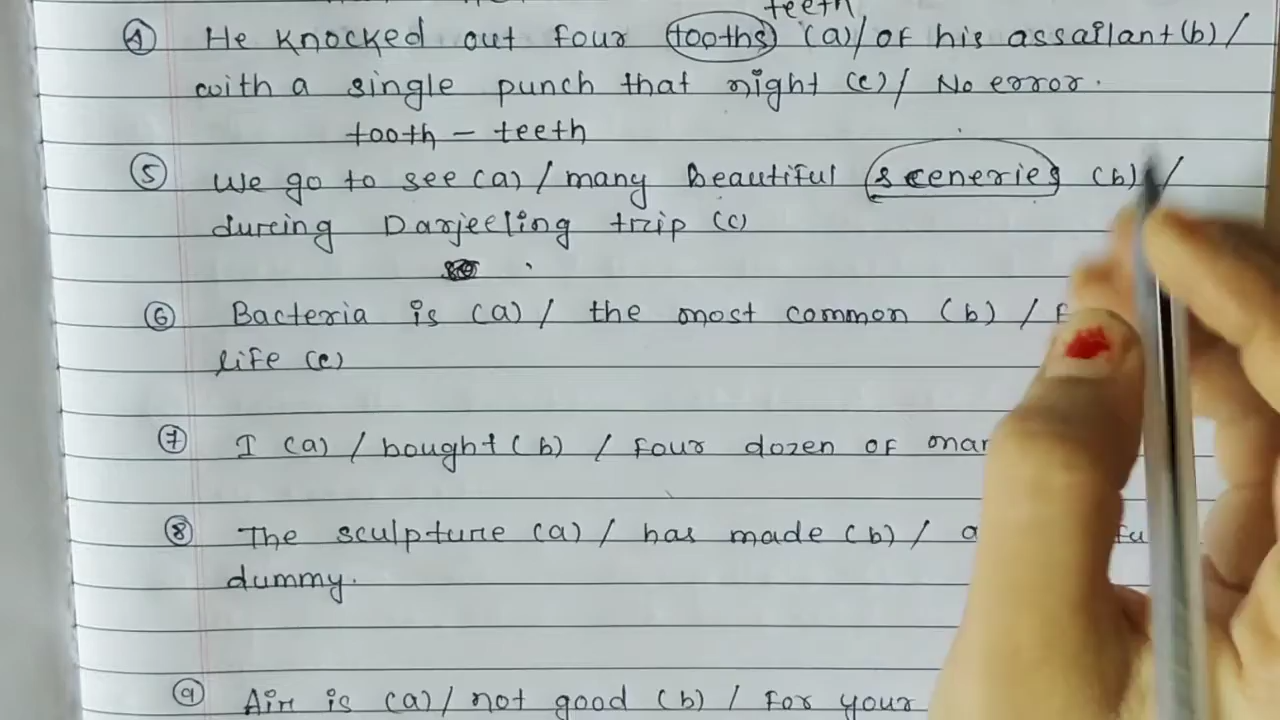 teeth
④ He knocked out four tooths (a)/of his assailant (b) /
with a single punch that night (c) / No error.
tooth - teeth
⑤ We go to see (a) / many beautiful sceneries (b) /
during Darjeeling trip (c)
⑥ Bacteria is (a) / the most common (b) /
life (c)
⑦ I (a) / bought (b) / four dozen of
⑧ The sculpture (a) / has made (b) /
dummy.
⑨ Air is (a) / not good (b) / for your